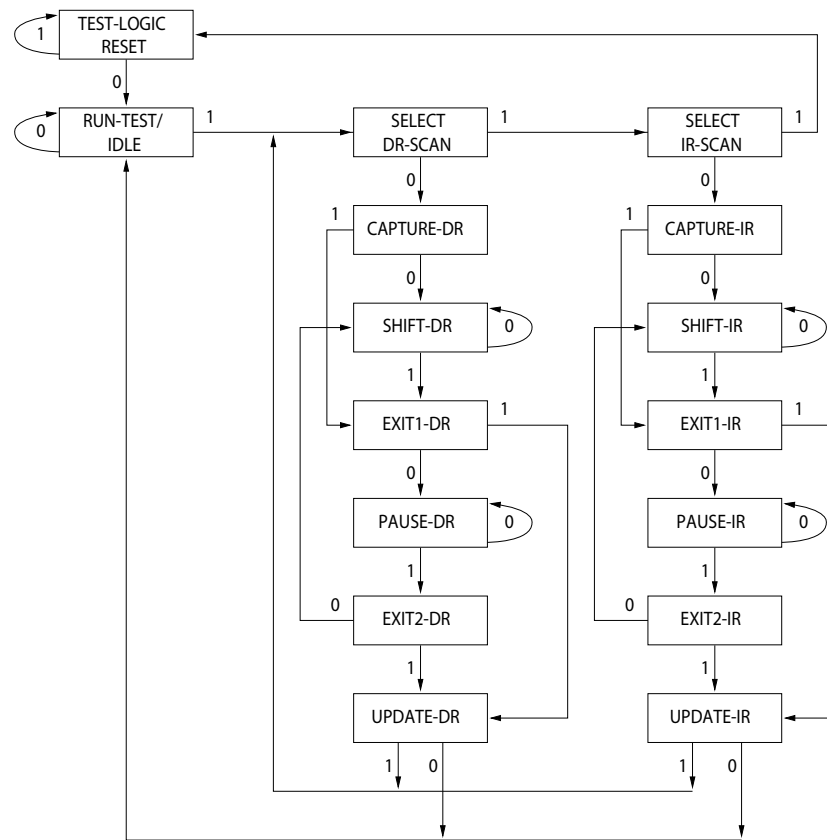 TEST-LOGIC
RESET
1
0
RUN-TEST/
IDLE
0
1
SELECT
DR-SCAN
1
SELECT
IR-SCAN
1
0
0
1
CAPTURE-DR
1
CAPTURE-IR
0
0
SHIFT-DR
0
SHIFT-IR
0
1
1
EXIT1-DR
1
EXIT1-IR
1
0
0
PAUSE-DR
0
PAUSE-IR
0
1
1
0
EXIT2-DR
0
EXIT2-IR
1
1
UPDATE-DR
UPDATE-IR
1
0
1
0